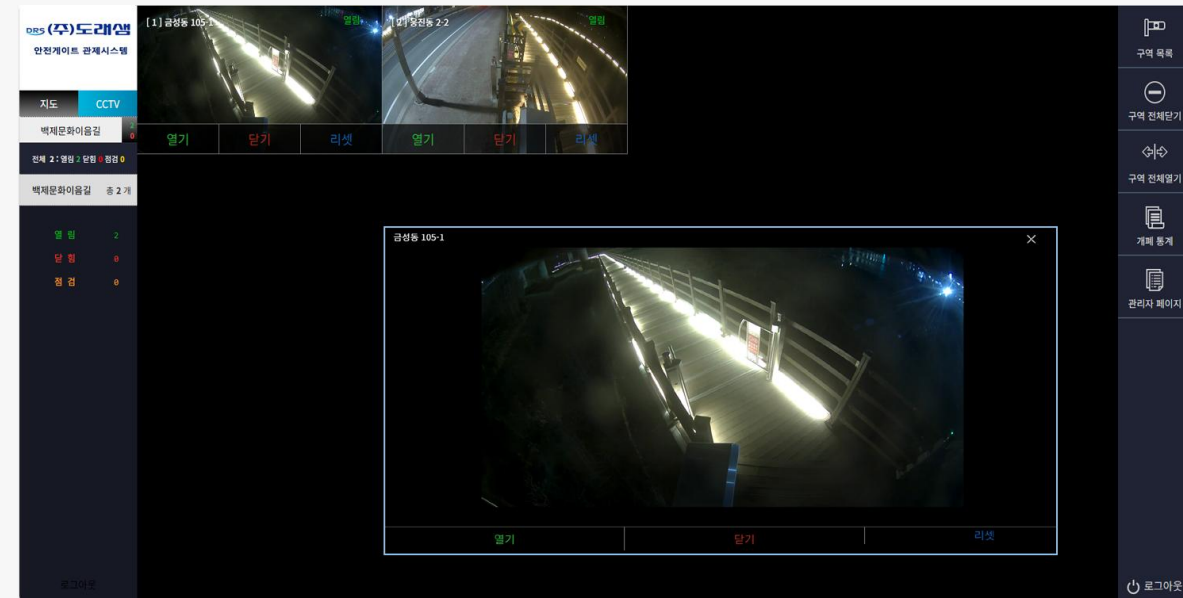 DRS (주)도래샘
안전게이트 관제시스템
지도 CCTV
백제문화이음길 2 0
전체 2 : 열림 2 닫힘 0 점검 0
백제문화이음길 총 2 개
열 림 2
닫 힘 0
점 검 0
로그아웃
[ 1 ] 금성동 105-1 열림
열기 닫기 리셋
[ 2 ] 웅진동 2-2 열림
열기 닫기 리셋
금성동 105-1 ×
열기 닫기 리셋
구역 목록
구역 전체닫기
구역 전체열기
개폐 통계
관리자 페이지
로그아웃